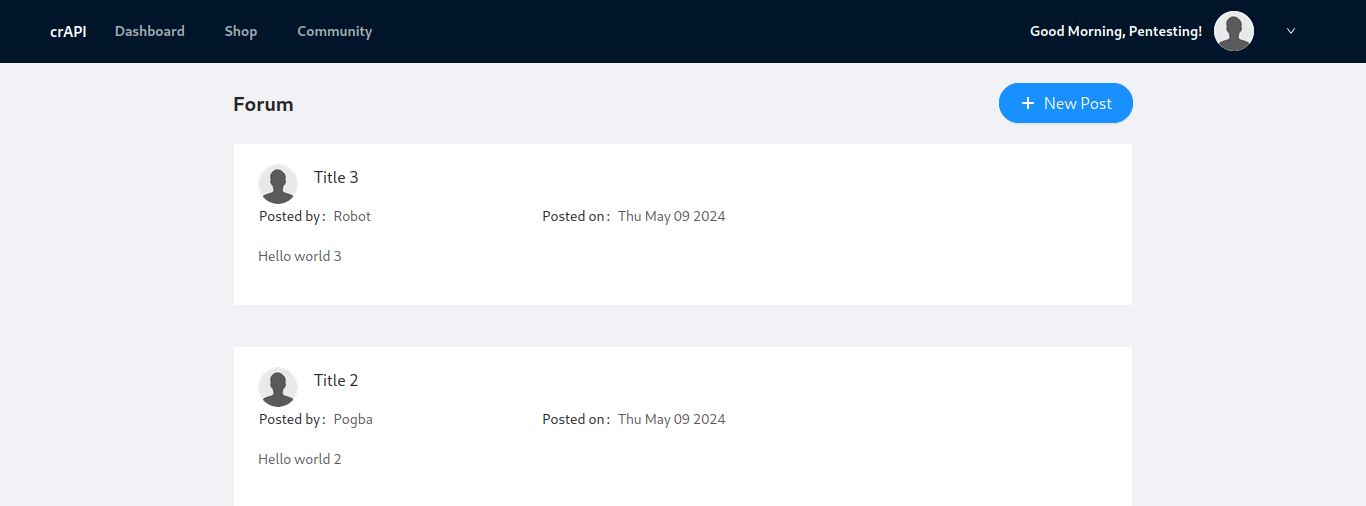 crAPI Dashboard Shop Community Good Morning, Pentesting!
Forum + New Post
Title 3
Posted by: Robot Posted on: Thu May 09 2024
Hello world 3
Title 2
Posted by: Pogba Posted on: Thu May 09 2024
Hello world 2